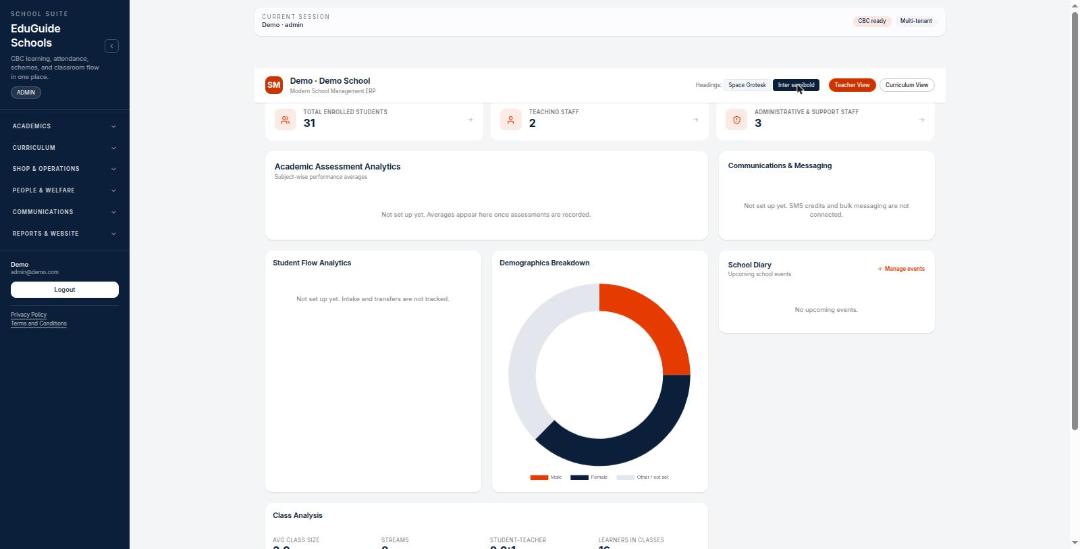 SCHOOL SUITE
EduGuide
Schools
CBC learning, attendance,
schemes, and classroom flow
in one place.
ADMIN
ACADEMICS
CURRICULUM
SHOP & OPERATIONS
PEOPLE & WELFARE
COMMUNICATIONS
REPORTS & WEBSITE
Demo
admin@demo.com
Logout
Privacy Policy
Terms and Conditions
CURRENT SESSION
Demo · admin
CBC ready
Multi-tenant
SM
Demo · Demo School
Modern School Management ERP
Headings:
Space Grotesk
Inter semibold
Teacher View
Curriculum View
TOTAL ENROLLED STUDENTS
31
TEACHING STAFF
2
ADMINISTRATIVE & SUPPORT STAFF
3
Academic Assessment Analytics
Subject-wise performance averages
Not set up yet. Averages appear here once assessments are recorded.
Communications & Messaging
Not set up yet. SMS credits and bulk messaging are not
connected.
Student Flow Analytics
Not set up yet. Intake and transfers are not tracked.
Demographics Breakdown
Male
Female
Other / not set
School Diary
Upcoming school events
+ Manage events
No upcoming events.
Class Analysis
AVG CLASS SIZE
STREAMS
STUDENT-TEACHER
LEARNERS IN CLASSES